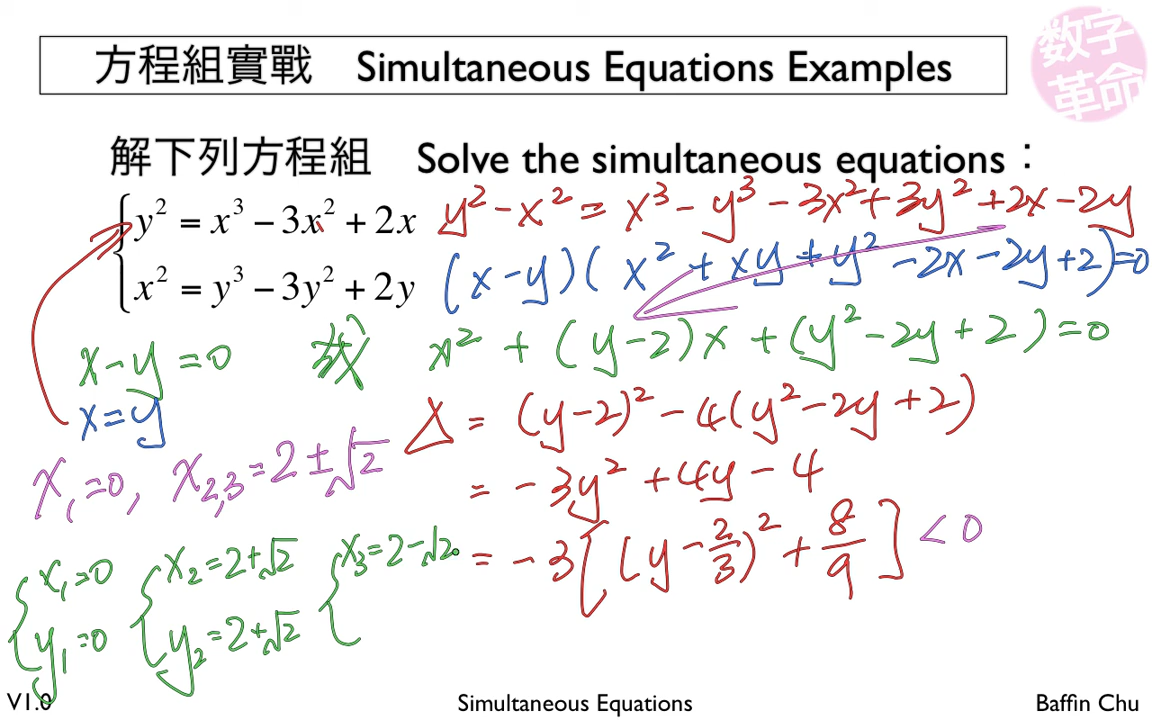 方程組實戰 Simultaneous Equations Examples
数字
革命
解下列方程組 Solve the simultaneous equations：
y² = x³ − 3x² + 2x
x² = y³ − 3y² + 2y
y² − x² = x³ − y³ − 3x² + 3y² + 2x − 2y
(x − y)(x² + xy + y² − 2x − 2y + 2) = 0
x − y = 0 或 x² + (y − 2)x + (y² − 2y + 2) = 0
x = y
Δ = (y − 2)² − 4(y² − 2y + 2)
x₁ = 0, x₂,₃ = 2 ± √2
= −3y² + 4y − 4
= −3[(y − 2/3)² + 8/9] < 0
x₁ = 0 x₂ = 2 + √2 x₃ = 2 − √2
y₁ = 0 y₂ = 2 + √2
V1.0 Simultaneous Equations Baffin Chu